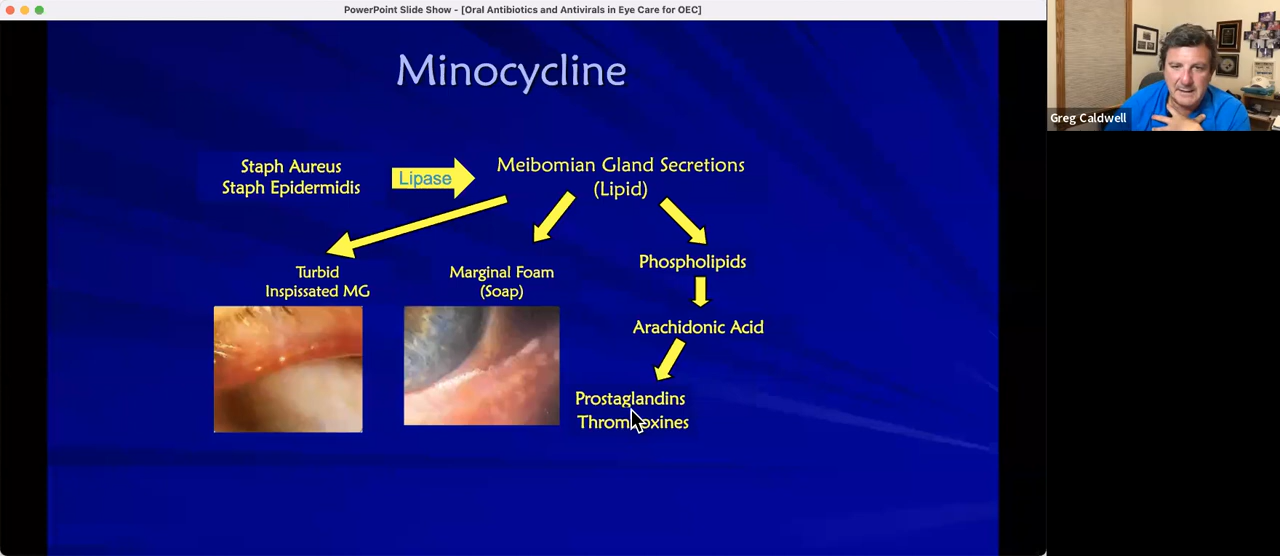 PowerPoint Slide Show - [Oral Antibiotics and Antivirals in Eye Care for OEC]
Minocycline
Staph Aureus
Staph Epidermidis
Lipase
Meibomian Gland Secretions
(Lipid)
Turbid
Inspissated MG
Marginal Foam
(Soap)
Phospholipids
Arachidonic Acid
Prostaglandins
Greg Caldwell